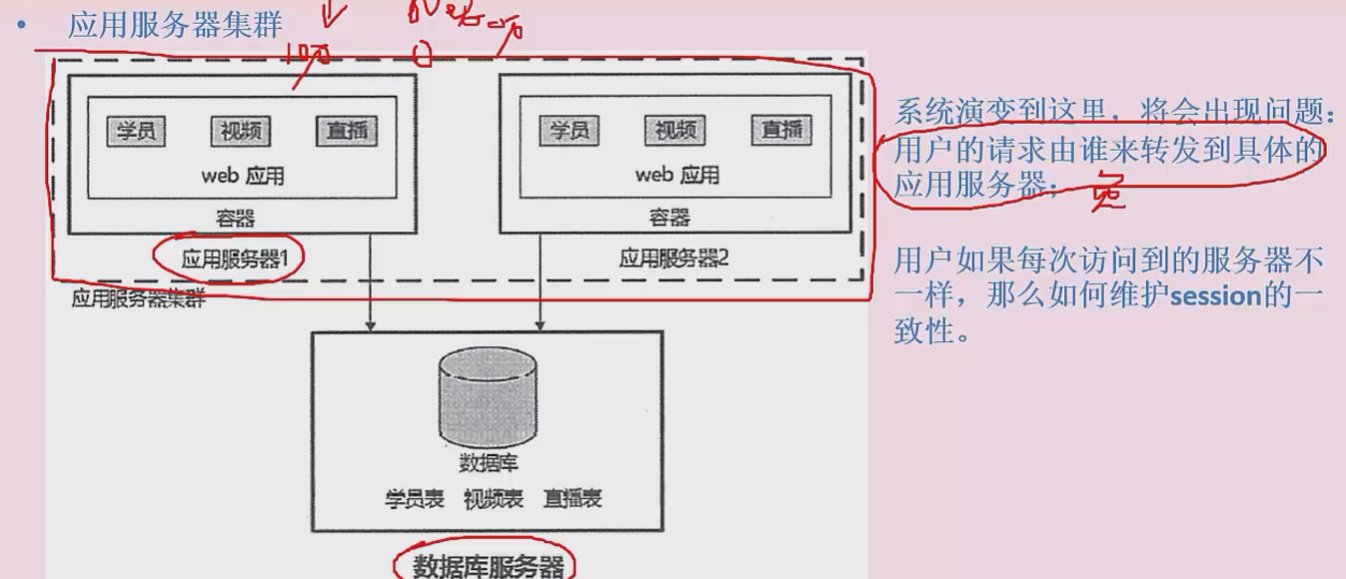 • 应用服务器集群
学员 视频 直播
web 应用
容器
应用服务器1
学员 视频 直播
web 应用
容器
应用服务器2
应用服务器集群
数据库
学员表 视频表 直播表
数据库服务器
系统演变到这里，将会出现问题：
用户的请求由谁来转发到具体的
应用服务器；
用户如果每次访问到的服务器不
一样，那么如何维护session的一
致性。